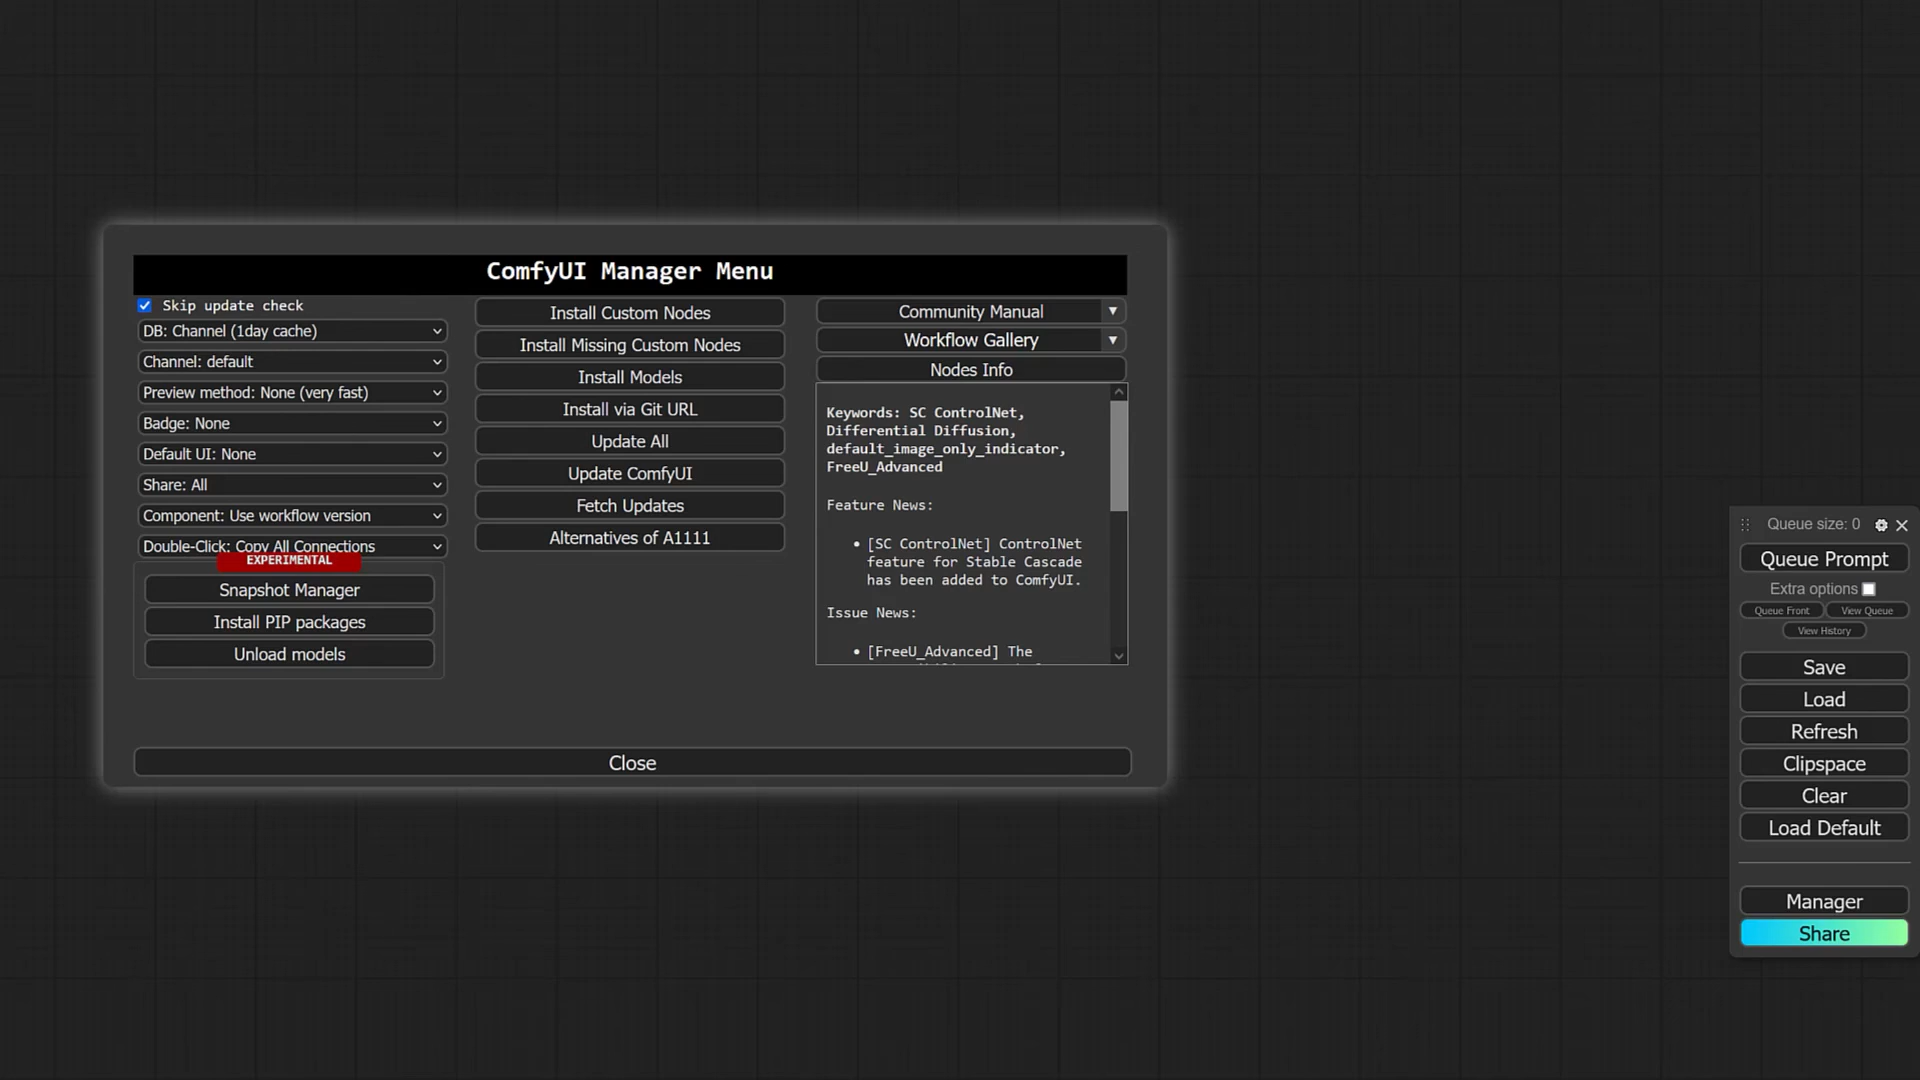 ComfyUI Manager Menu
Skip update check
DB: Channel (1day cache)
Channel: default
Preview method: None (very fast)
Badge: None
Default UI: None
Share: All
Component: Use workflow version
Double-Click: Copy All Connections
EXPERIMENTAL
Snapshot Manager
Install PIP packages
Unload models
Install Custom Nodes
Install Missing Custom Nodes
Install Models
Install via Git URL
Update All
Update ComfyUI
Fetch Updates
Alternatives of A1111
Community Manual
Workflow Gallery
Nodes Info
Keywords: SC ControlNet,
Differential Diffusion,
default_image_only_indicator,
FreeU_Advanced
Feature News:
• [SC ControlNet] ControlNet
feature for Stable Cascade
has been added to ComfyUI.
Issue News:
• [FreeU_Advanced] The
Close
Queue size: 0
Queue Prompt
Extra options
Queue Front
View Queue
View History
Save
Load
Refresh
Clipspace
Clear
Load Default
Manager
Share